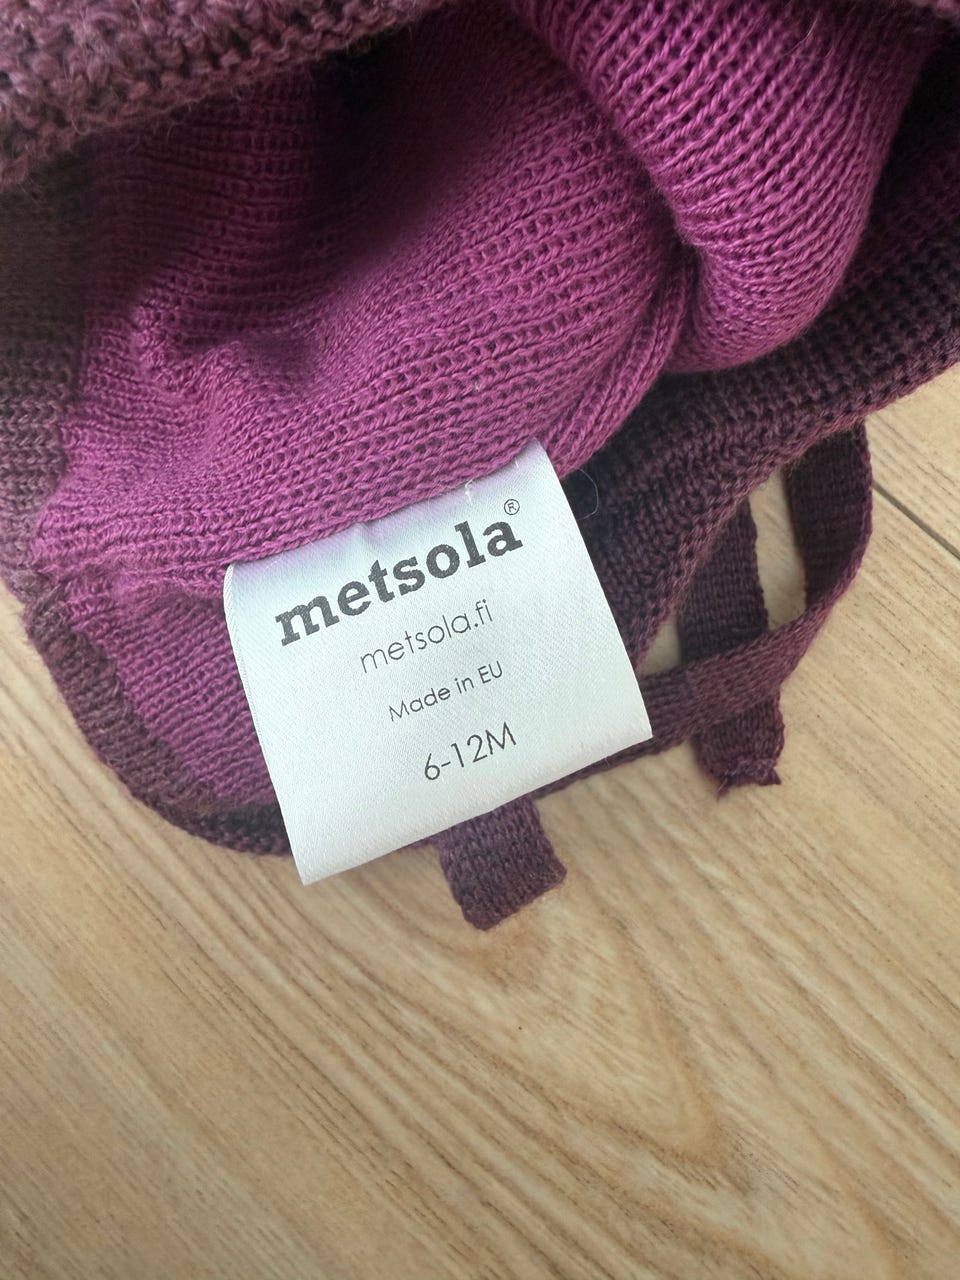 metsola®
metsola.fi
Made in EU
6-12M